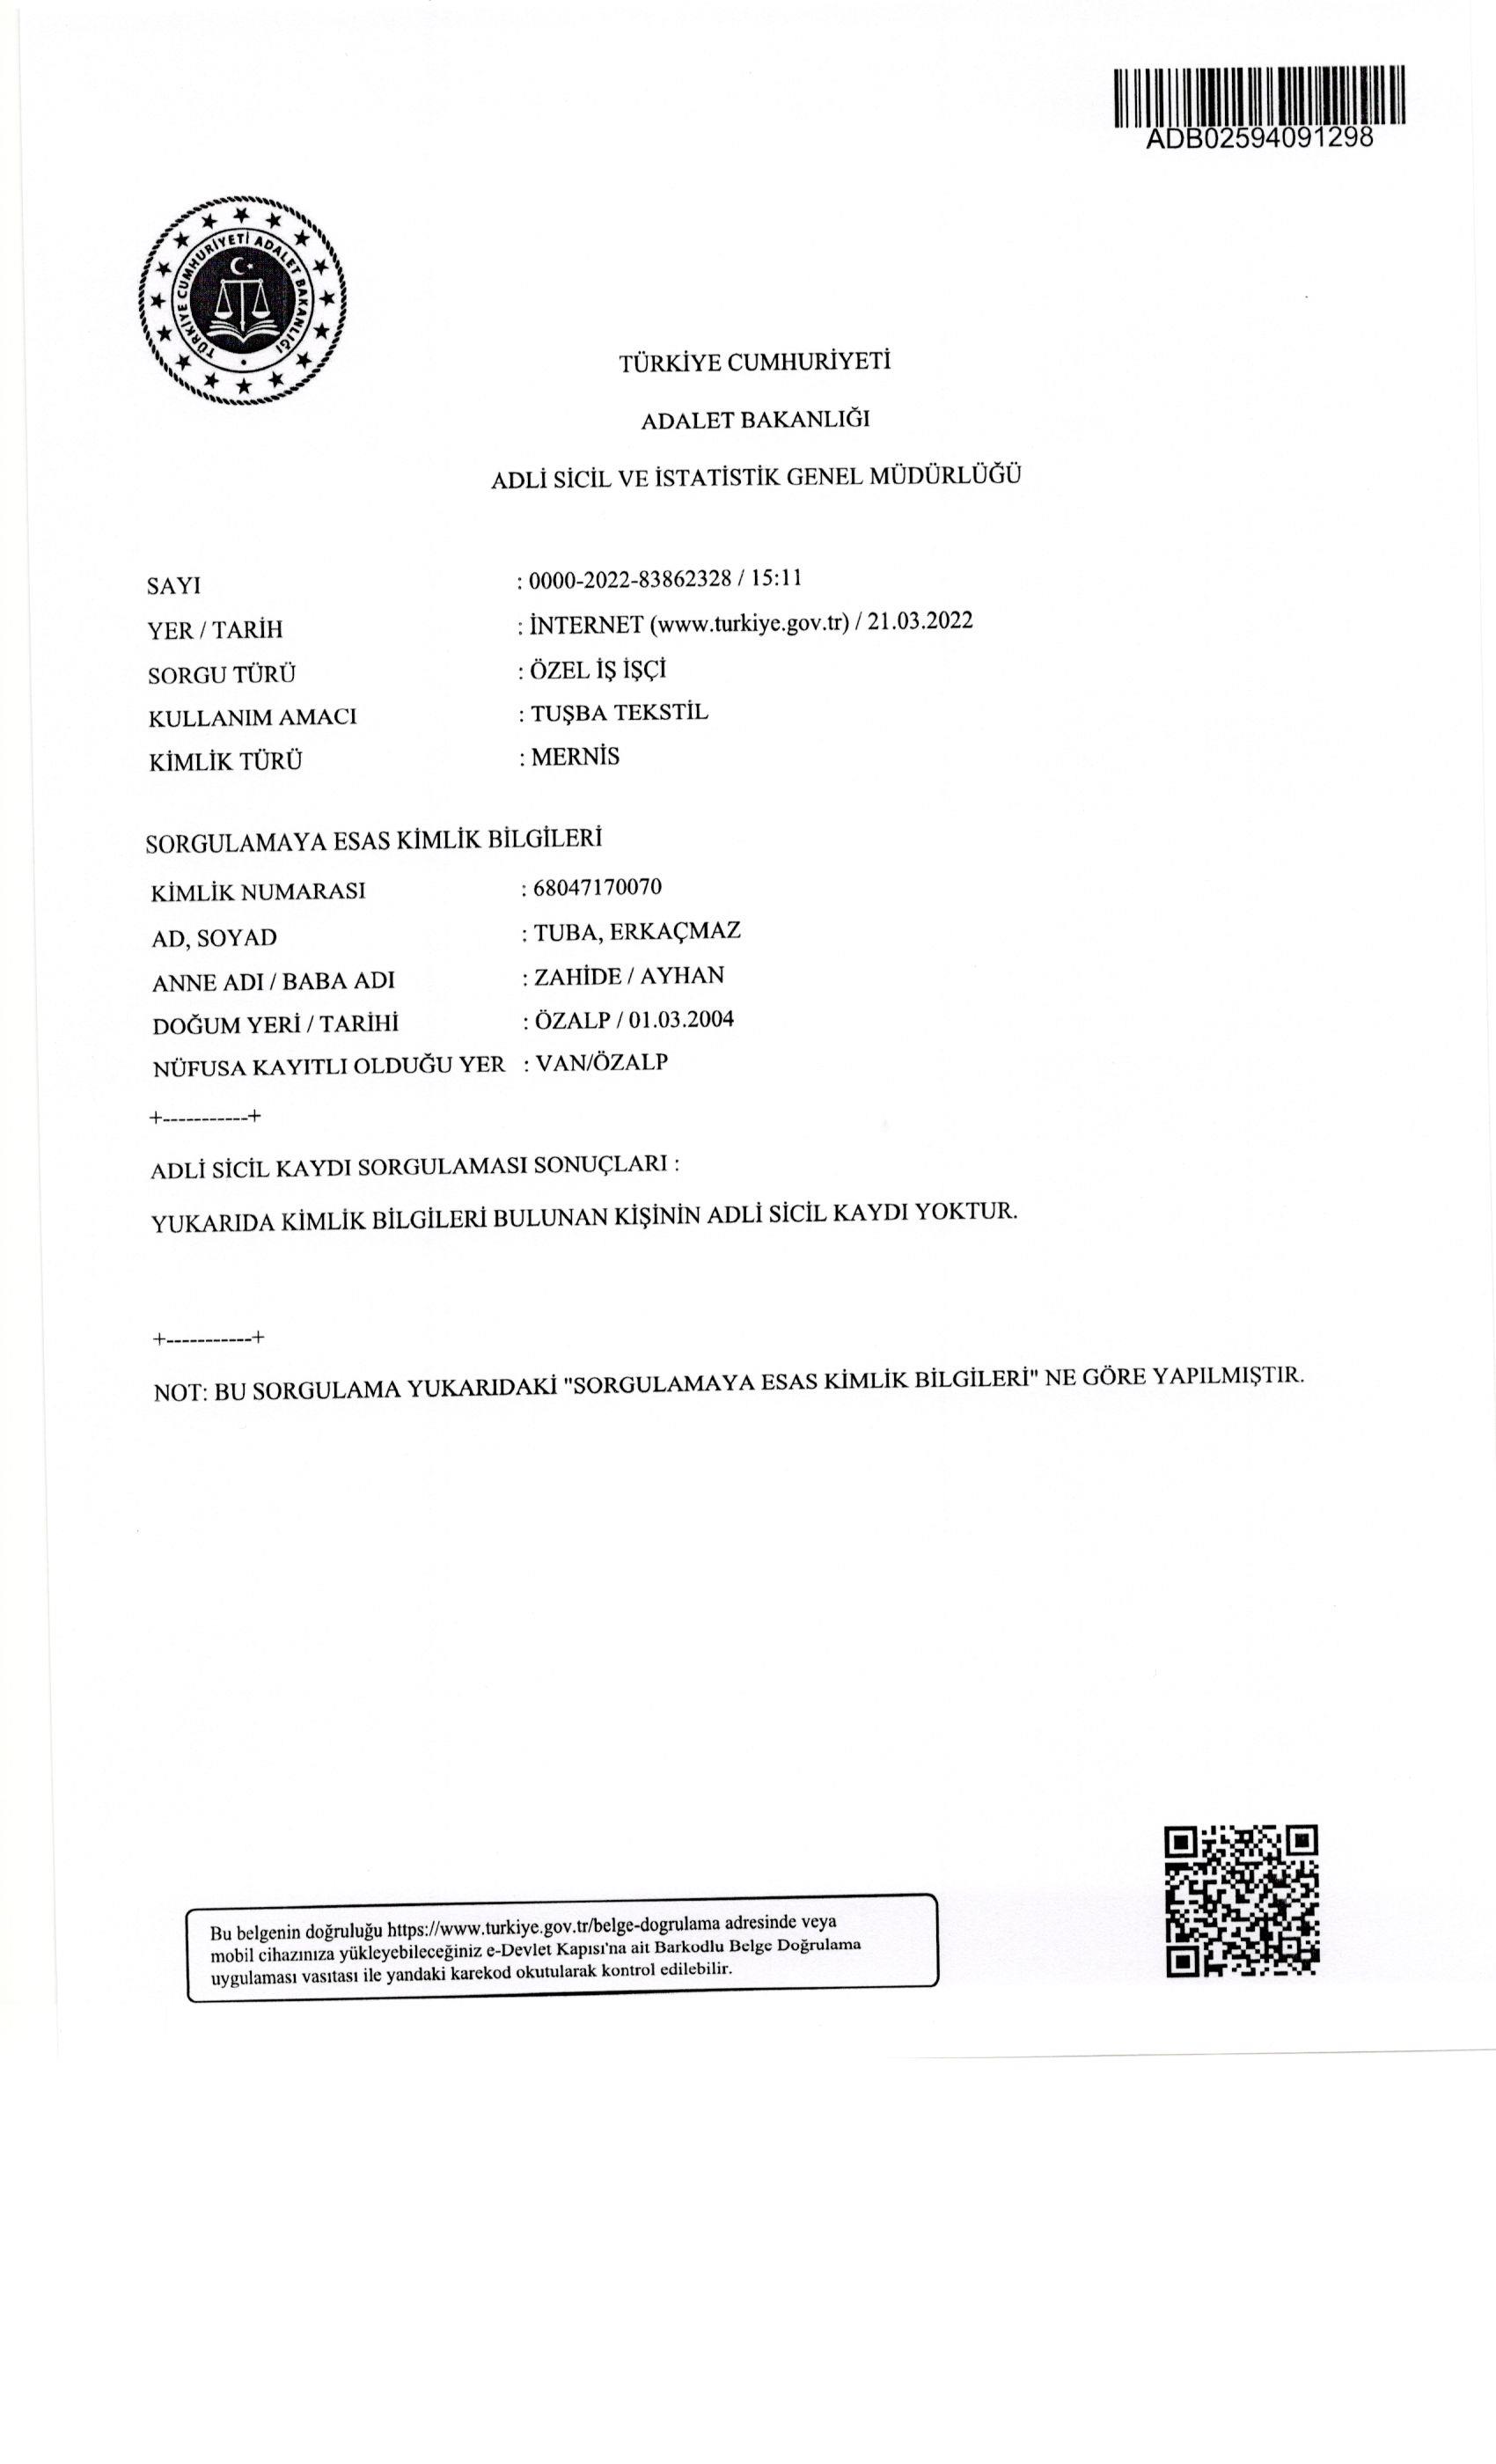 ADB02594091298
TÜRKİYE CUMHURİYETİ ADALET BAKANLIĞI
TÜRKİYE CUMHURİYETİ
ADALET BAKANLIĞI
ADLİ SİCİL VE İSTATİSTİK GENEL MÜDÜRLÜĞÜ
SAYI : 0000-2022-83862328 / 15:11
YER / TARİH : İNTERNET (www.turkiye.gov.tr) / 21.03.2022
SORGU TÜRÜ : ÖZEL İŞ İŞÇİ
KULLANIM AMACI : TUŞBA TEKSTİL
KİMLİK TÜRÜ : MERNİS
SORGULAMAYA ESAS KİMLİK BİLGİLERİ
KİMLİK NUMARASI : 68047170070
AD, SOYAD : TUBA, ERKAÇMAZ
ANNE ADI / BABA ADI : ZAHİDE / AYHAN
DOĞUM YERİ / TARİHİ : ÖZALP / 01.03.2004
NÜFUSA KAYITLI OLDUĞU YER : VAN/ÖZALP
+-----------+
ADLİ SİCİL KAYDI SORGULAMASI SONUÇLARI :
YUKARIDA KİMLİK BİLGİLERİ BULUNAN KİŞİNİN ADLİ SİCİL KAYDI YOKTUR.
+-----------+
NOT: BU SORGULAMA YUKARIDAKİ "SORGULAMAYA ESAS KİMLİK BİLGİLERİ" NE GÖRE YAPILMIŞTIR.
Bu belgenin doğruluğu https://www.turkiye.gov.tr/belge-dogrulama adresinde veya
mobil cihazınıza yükleyebileceğiniz e-Devlet Kapısı'na ait Barkodlu Belge Doğrulama
uygulaması vasıtası ile yandaki karekod okutularak kontrol edilebilir.